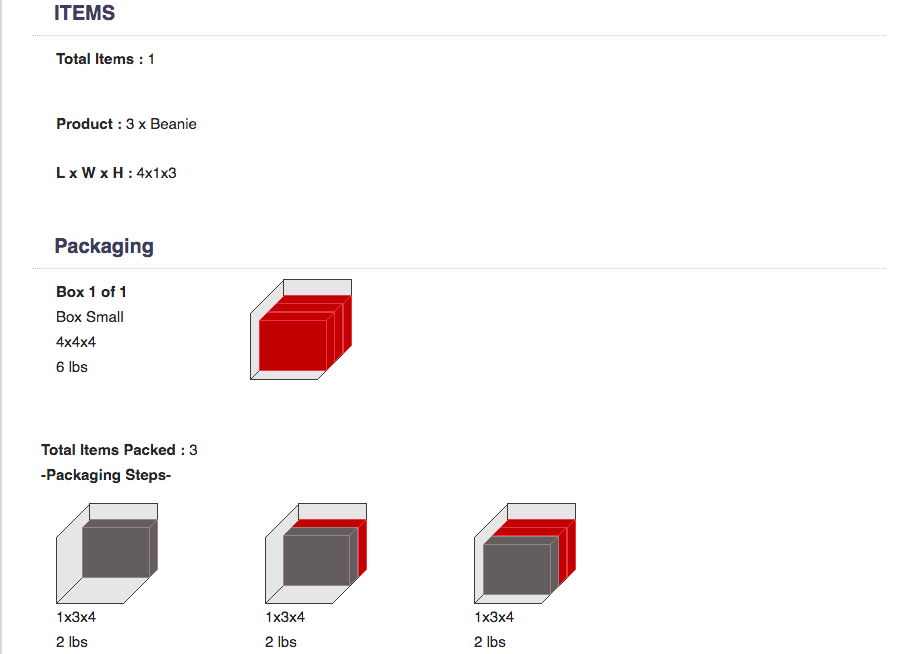 ITEMS
Total Items : 1
Product : 3 x Beanie
L x W x H : 4x1x3
Packaging
Box 1 of 1
Box Small
4x4x4
6 lbs
Total Items Packed : 3
-Packaging Steps-
1x3x4 1x3x4 1x3x4
2 lbs 2 lbs 2 lbs